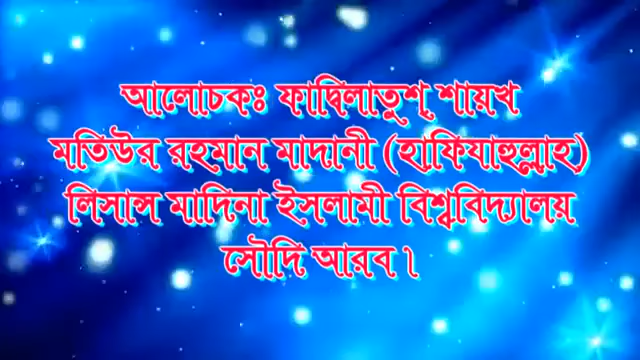 আলোচকঃ ফাদ্বিলাতুশ্ শায়খ
মতিউর রহমান মাদানী (হাফিযাহুল্লাহ)
লিসান্স মাদিনা ইসলামী বিশ্ববিদ্যালয়
সৌদি আরব।